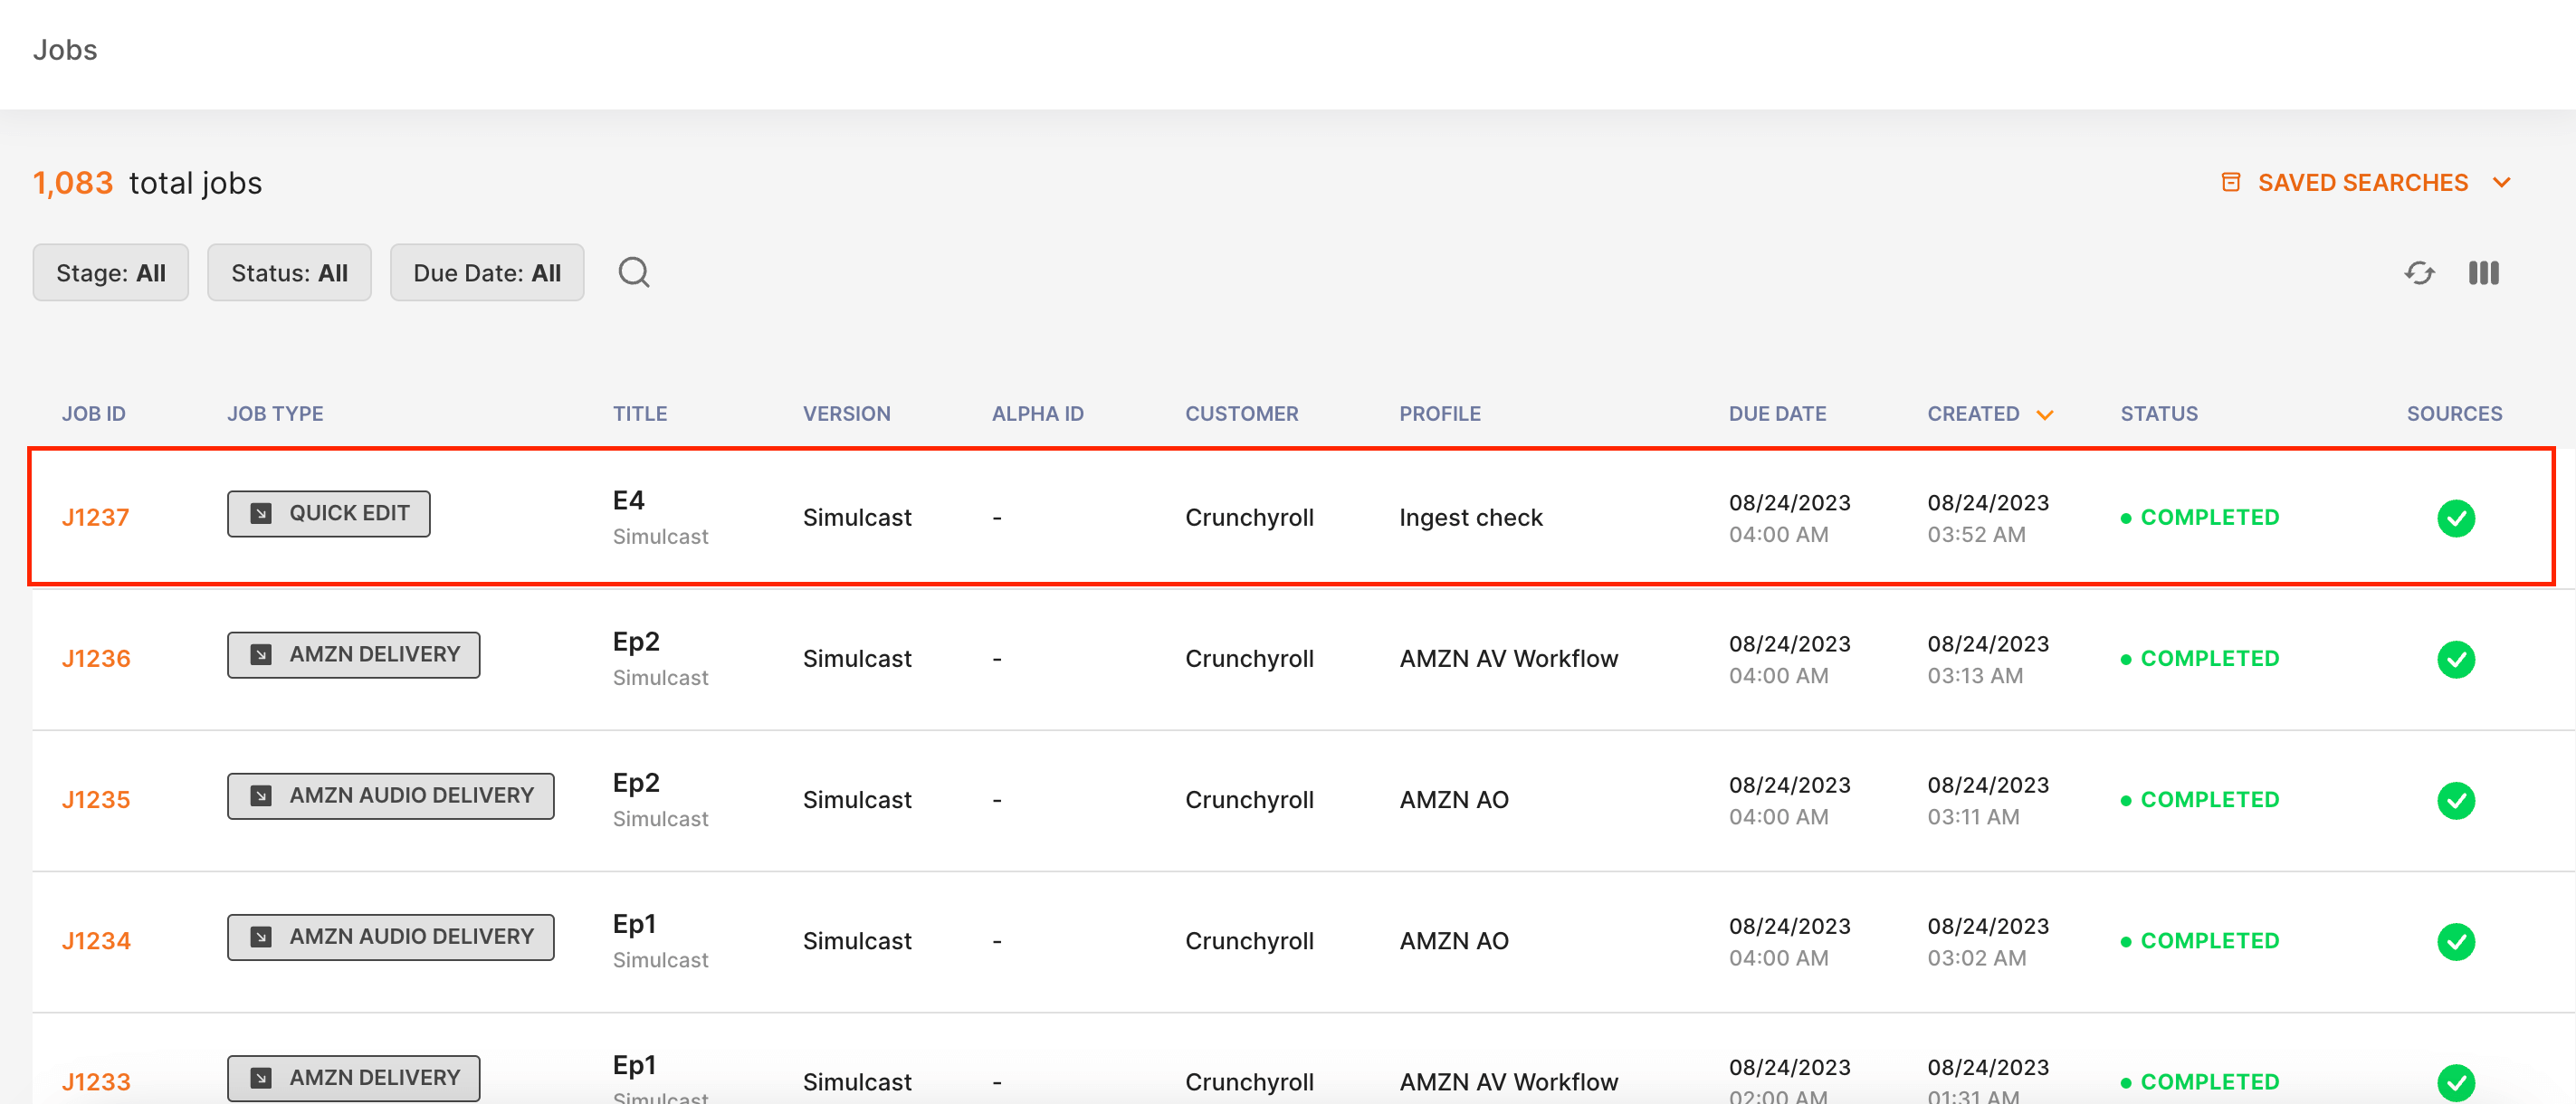 Jobs
1,083 total jobs
SAVED SEARCHES
Stage: All Status: All Due Date: All
JOB ID JOB TYPE TITLE VERSION ALPHA ID CUSTOMER PROFILE DUE DATE CREATED STATUS SOURCES
J1237 QUICK EDIT E4 Simulcast - Crunchyroll Ingest check 08/24/2023 08/24/2023 COMPLETED
Simulcast 04:00 AM 03:52 AM
J1236 AMZN DELIVERY Ep2 Simulcast - Crunchyroll AMZN AV Workflow 08/24/2023 08/24/2023 COMPLETED
Simulcast 04:00 AM 03:13 AM
J1235 AMZN AUDIO DELIVERY Ep2 Simulcast - Crunchyroll AMZN AO 08/24/2023 08/24/2023 COMPLETED
Simulcast 04:00 AM 03:11 AM
J1234 AMZN AUDIO DELIVERY Ep1 Simulcast - Crunchyroll AMZN AO 08/24/2023 08/24/2023 COMPLETED
Simulcast 04:00 AM 03:02 AM
J1233 AMZN DELIVERY Ep1 Simulcast - Crunchyroll AMZN AV Workflow 08/24/2023 08/24/2023 COMPLETED
Simulcast 02:00 AM 01:31 AM